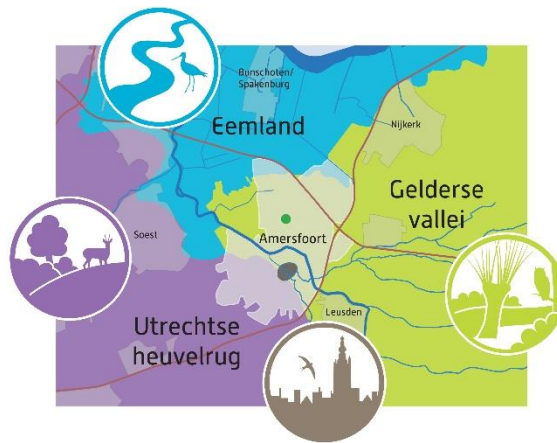 Bunschoten/
Spakenburg
Eemland
Nijkerk
Gelderse
vallei
Soest
Amersfoort
Leusden
Utrechtse
heuvelrug